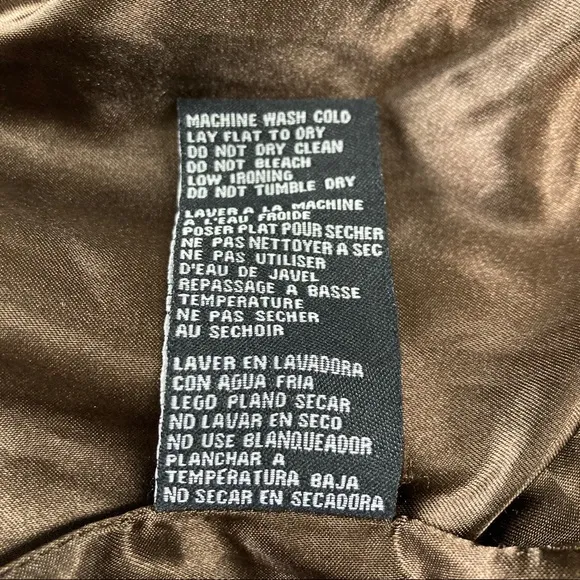 MACHINE WASH COLD
LAY FLAT TO DRY
DO NOT DRY CLEAN
DO NOT BLEACH
LOW IRONING
DO NOT TUMBLE DRY
LAVER A LA MACHINE
A L'EAU FROIDE
POSER PLAT POUR SECHER
NE PAS NETTOYER A SEC
NE PAS UTILISER
D'EAU DE JAVEL
REPASSAGE A BASSE
TEMPERATURE
NE PAS SECHER
AU SECHOIR
LAVER EN LAVADORA
CON AGUA FRIA
LEGO PLAND SECAR
NO LAVAR EN SECO
NO USE BLANQUEADOR
PLANCHAR A
TEMPERATURA BAJA
NO SECAR EN SECADORA